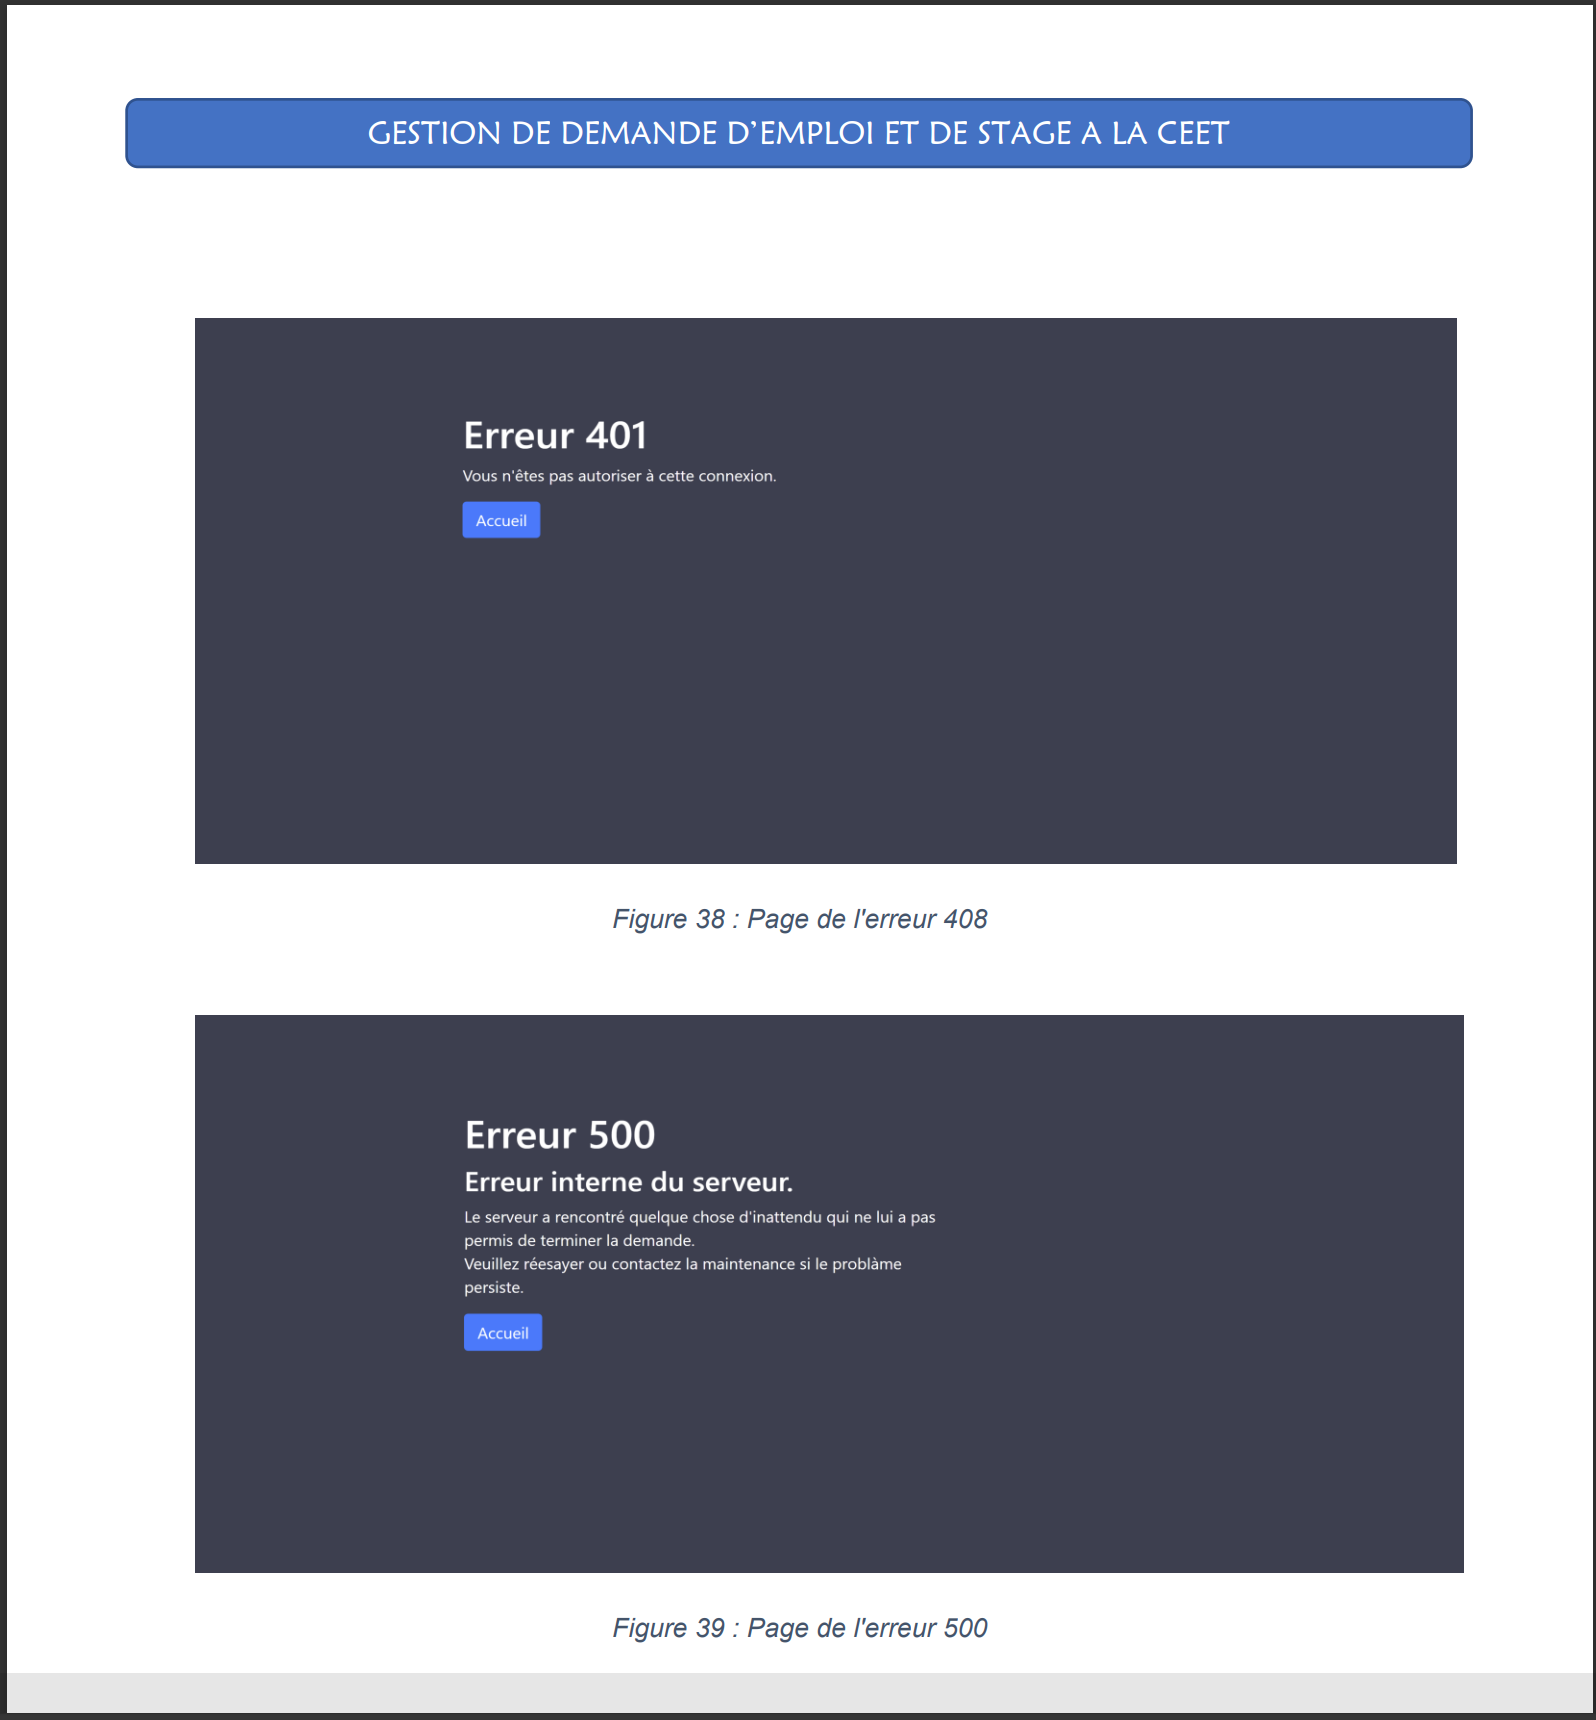 GESTION DE DEMANDE D’EMPLOI ET DE STAGE A LA CEET
Erreur 401
Vous n'êtes pas autoriser à cette connexion.
Accueil
Figure 38 : Page de l'erreur 408
Erreur 500
Erreur interne du serveur.
Le serveur a rencontré quelque chose d'inattendu qui ne lui a pas
permis de terminer la demande.
Veuillez réesayer ou contactez la maintenance si le problàme
persiste.
Accueil
Figure 39 : Page de l'erreur 500